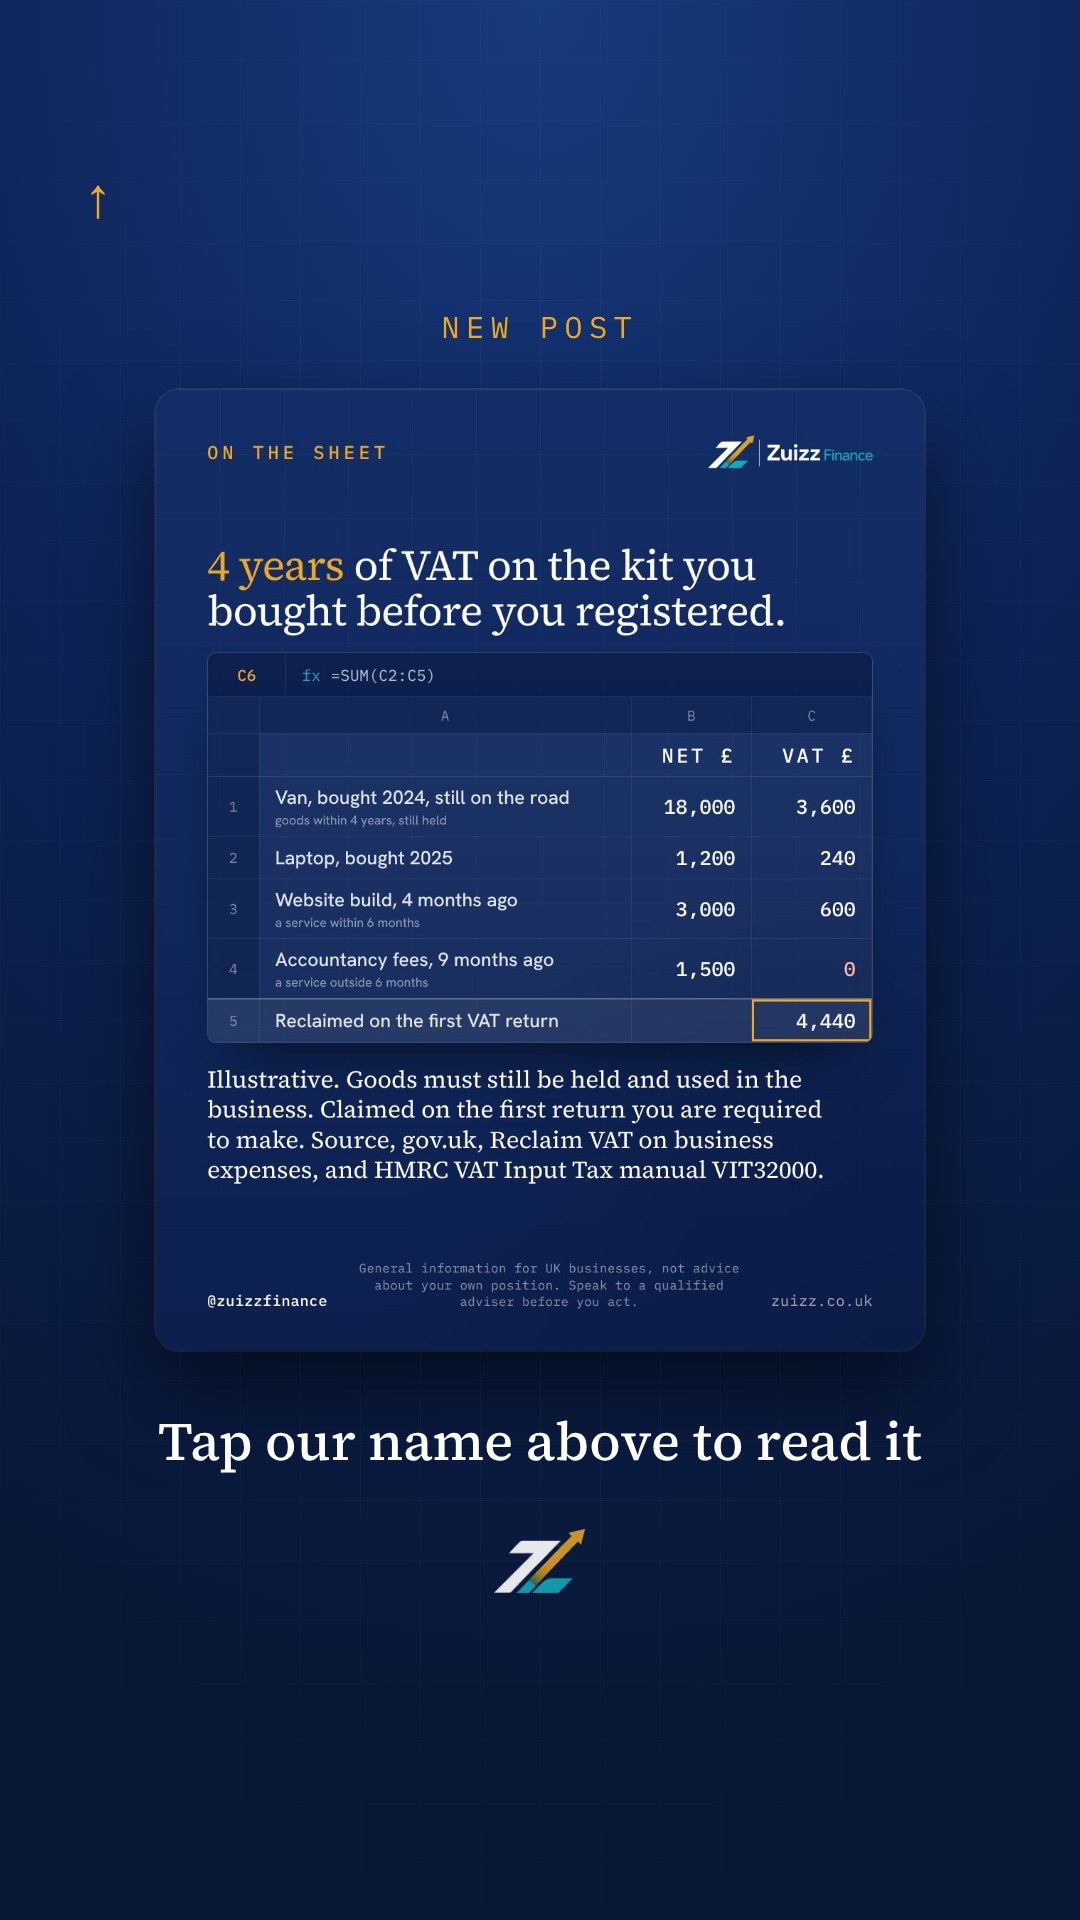 ↑
NEW POST
ON THE SHEET
Zuizz Finance
4 years of VAT on the kit you
bought before you registered.
C6 fx =SUM(C2:C5)
A B C
NET £ VAT £
1 Van, bought 2024, still on the road 18,000 3,600
goods within 4 years, still held
2 Laptop, bought 2025 1,200 240
3 Website build, 4 months ago 3,000 600
a service within 6 months
4 Accountancy fees, 9 months ago 1,500 0
a service outside 6 months
5 Reclaimed on the first VAT return 4,440
Illustrative. Goods must still be held and used in the
business. Claimed on the first return you are required
to make. Source, gov.uk, Reclaim VAT on business
expenses, and HMRC VAT Input Tax manual VIT32000.
General information for UK businesses, not advice
about your own position. Speak to a qualified
adviser before you act.
@zuizzfinance
zuizz.co.uk
Tap our name above to read it